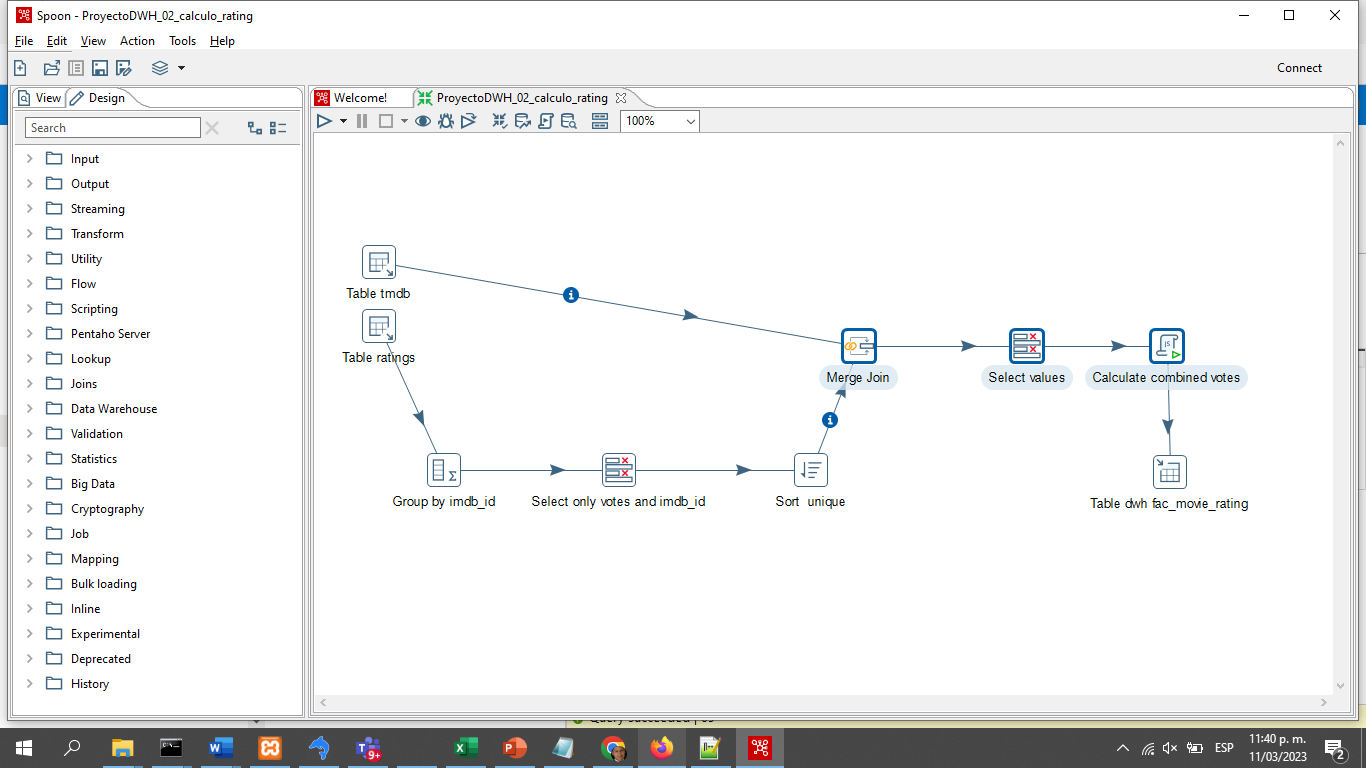 Spoon - ProyectoDWH_02_calculo_rating
File Edit View Action Tools Help
Connect
View Design
Welcome! ProyectoDWH_02_calculo_rating
Search
100%
Input
Output
Streaming
Transform
Utility
Flow
Scripting
Pentaho Server
Lookup
Joins
Data Warehouse
Validation
Statistics
Big Data
Cryptography
Job
Mapping
Bulk loading
Inline
Experimental
Deprecated
History
Table tmdb
Table ratings
Merge Join Select values Calculate combined votes
Group by imdb_id Select only votes and imdb_id Sort unique Table dwh fac_movie_rating
9+
ESP
11:40 p. m.
11/03/2023
2